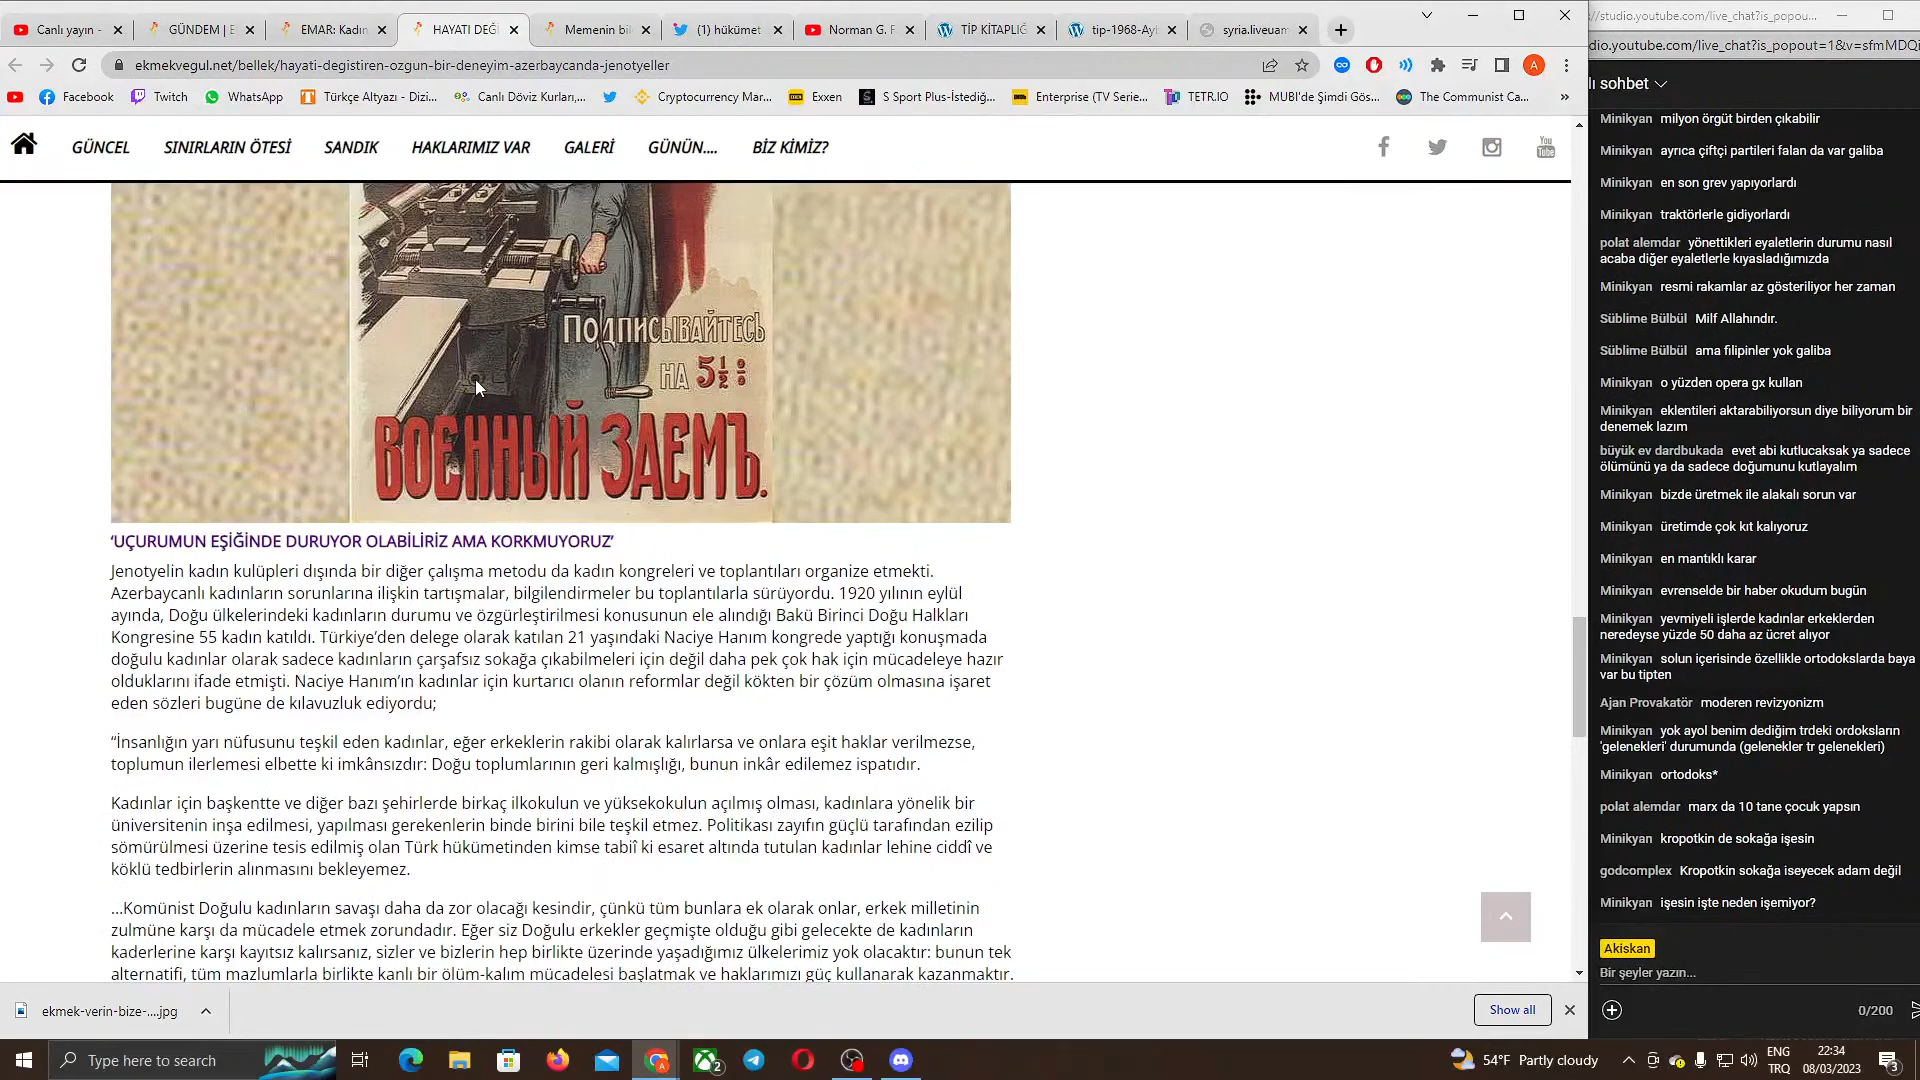 Canlı yayın -
GÜNDEM | E
EMAR: Kadın
HAYATI DEĞİ
Memenin bil
(1) hükümet
Norman G. F
TİP KİTAPLIĞ
tip-1968-Ayl
syria.liveuam
//studio.youtube.com/live_chat?is_popou...
ekmekvegul.net/bellek/hayati-degistiren-ozgun-bir-deneyim-azerbaycanda-jenotyeller
A
dio.youtube.com/live_chat?is_popout=1&v=sfmMDQi
Facebook
Twitch
WhatsApp
Türkçe Altyazı - Dizi...
Canlı Döviz Kurları,...
Cryptocurrency Mar...
Exxen
S Sport Plus-İstediğ...
Enterprise (TV Serie...
TETR.IO
MUBI'de Şimdi Gös...
The Communist Ca...
»
GÜNCEL
SINIRLARIN ÖTESİ
SANDIK
HAKLARIMIZ VAR
GALERİ
GÜNÜN....
BİZ KİMİZ?
You
Tube
Подписывайтесь
на 5½%
ВОЕННЫЙ ЗАЕМЪ.
‘UÇURUMUN EŞİĞİNDE DURUYOR OLABİLİRİZ AMA KORKMUYORUZ’
Jenotyelin kadın kulüpleri dışında bir diğer çalışma metodu da kadın kongreleri ve toplantıları organize etmekti.
Azerbaycanlı kadınların sorunlarına ilişkin tartışmalar, bilgilendirmeler bu toplantılarla sürüyordu. 1920 yılının eylül
ayında, Doğu ülkelerindeki kadınların durumu ve özgürleştirilmesi konusunun ele alındığı Bakü Birinci Doğu Halkları
Kongresine 55 kadın katıldı. Türkiye’den delege olarak katılan 21 yaşındaki Naciye Hanım kongrede yaptığı konuşmada
doğulu kadınlar olarak sadece kadınların çarşafsız sokağa çıkabilmeleri için değil daha pek çok hak için mücadeleye hazır
olduklarını ifade etmişti. Naciye Hanım’ın kadınlar için kurtarıcı olanın reformlar değil kökten bir çözüm olmasına işaret
eden sözleri bugüne de kılavuzluk ediyordu;
“İnsanlığın yarı nüfusunu teşkil eden kadınlar, eğer erkeklerin rakibi olarak kalırlarsa ve onlara eşit haklar verilmezse,
toplumun ilerlemesi elbette ki imkânsızdır: Doğu toplumlarının geri kalmışlığı, bunun inkâr edilemez ispatıdır.
Kadınlar için başkentte ve diğer bazı şehirlerde birkaç ilkokulun ve yüksekokulun açılmış olması, kadınlara yönelik bir
üniversitenin inşa edilmesi, yapılması gerekenlerin binde birini bile teşkil etmez. Politikası zayıfın güçlü tarafından ezilip
sömürülmesi üzerine tesis edilmiş olan Türk hükümetinden kimse tabiî ki esaret altında tutulan kadınlar lehine ciddî ve
köklü tedbirlerin alınmasını bekleyemez.
...Komünist Doğulu kadınların savaşı daha da zor olacağı kesindir, çünkü tüm bunlara ek olarak onlar, erkek milletinin
zulmüne karşı da mücadele etmek zorundadır. Eğer siz Doğulu erkekler geçmişte olduğu gibi gelecekte de kadınların
kaderlerine karşı kayıtsız kalırsanız, sizler ve bizlerin hep birlikte üzerinde yaşadığımız ülkelerimiz yok olacaktır: bunun tek
alternatifi, tüm mazlumlarla birlikte kanlı bir ölüm-kalım mücadelesi başlatmak ve haklarımızı güç kullanarak kazanmaktır.
lı sohbet
Minikyan milyon örgüt birden çıkabilir
Minikyan ayrıca çiftçi partileri falan da var galiba
Minikyan en son grev yapıyorlardı
Minikyan traktörlerle gidiyorlardı
polat alemdar yönettikleri eyaletlerin durumu nasıl
acaba diğer eyaletlerle kıyasladığımızda
Minikyan resmi rakamlar az gösteriliyor her zaman
Süblime Bülbül Milf Allahındır.
Süblime Bülbül ama filipinler yok galiba
Minikyan o yüzden opera gx kullan
Minikyan eklentileri aktarabiliyorsun diye biliyorum bir
denemek lazım
büyük ev dardbukada evet abi kutlucaksak ya sadece
ölümünü ya da sadece doğumunu kutlayalım
Minikyan bizde üretmek ile alakalı sorun var
Minikyan üretimde çok kıt kalıyoruz
Minikyan en mantıklı karar
Minikyan evrenselde bir haber okudum bugün
Minikyan yevmiyeli işlerde kadınlar erkeklerden
neredeyse yüzde 50 daha az ücret alıyor
Minikyan solun içerisinde özellikle ortodokslarda baya
var bu tipten
Ajan Provakatör moderen revizyonizm
Minikyan yok ayol benim dediğim trdeki ordoksların
'gelenekleri' durumunda (gelenekler tr gelenekleri)
Minikyan ortodoks*
polat alemdar marx da 10 tane çocuk yapsın
Minikyan kropotkin de sokağa işesin
godcomplex Kropotkin sokağa iseyecek adam değil
Minikyan işesin işte neden işemiyor?
Akiskan
Bir şeyler yazın...
0/200
ekmek-verin-bize-....jpg
Show all
Type here to search
2
54°F Partly cloudy
ENG
TRQ
22:34
08/03/2023
3